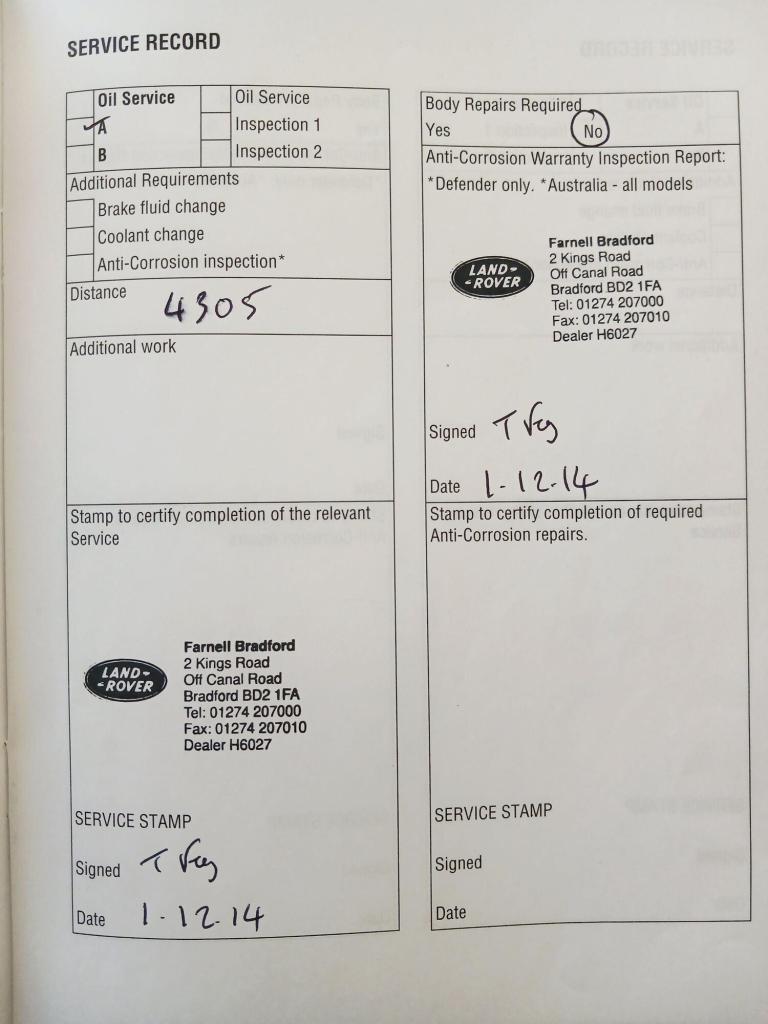 SERVICE RECORD
Oil Service
A
B
Oil Service
Inspection 1
Inspection 2
Additional Requirements
Brake fluid change
Coolant change
Anti-Corrosion inspection*
Distance 4305
Additional work
Stamp to certify completion of the relevant
Service
LAND-
-ROVER
Farnell Bradford
2 Kings Road
Off Canal Road
Bradford BD2 1FA
Tel: 01274 207000
Fax: 01274 207010
Dealer H6027
SERVICE STAMP
Signed T
Date 1-12-14
Body Repairs Required
Yes No
Anti-Corrosion Warranty Inspection Report:
*Defender only. *Australia - all models
LAND-
-ROVER
Farnell Bradford
2 Kings Road
Off Canal Road
Bradford BD2 1FA
Tel: 01274 207000
Fax: 01274 207010
Dealer H6027
Signed T
Date 1-12-14
Stamp to certify completion of required
Anti-Corrosion repairs.
SERVICE STAMP
Signed
Date